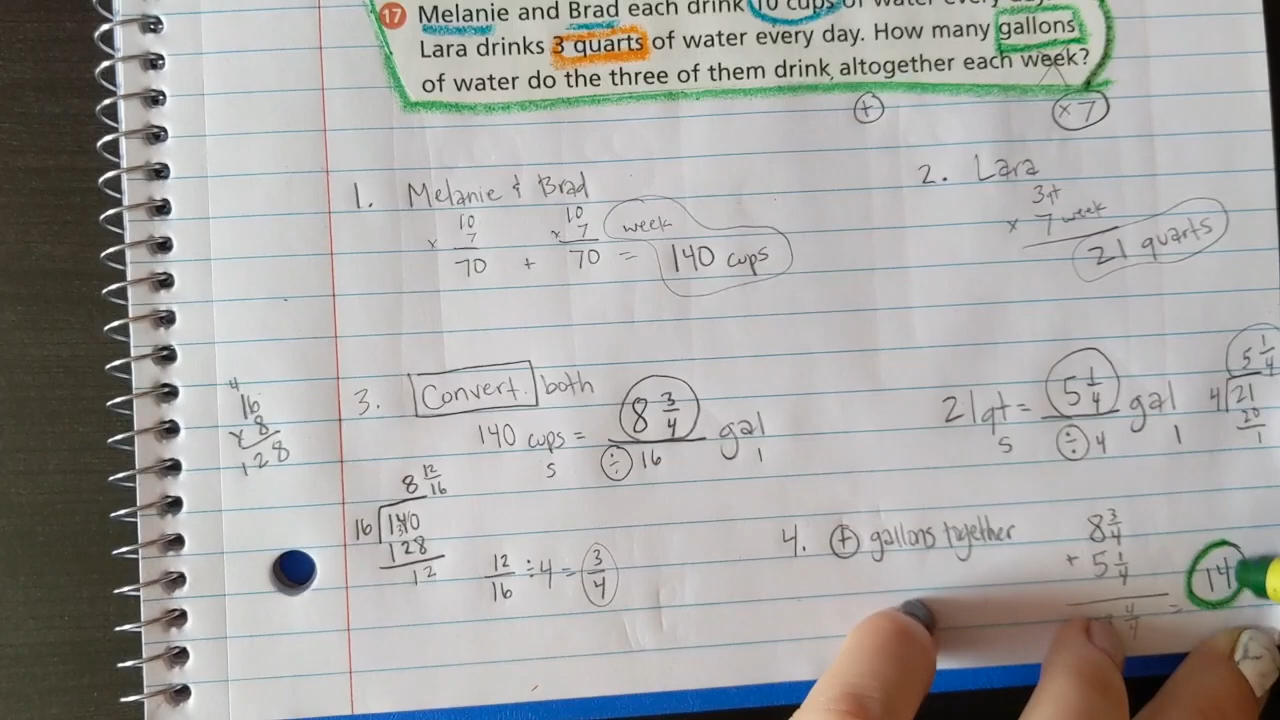 17 Melanie and Brad each drink 10 cups of water every
Lara drinks 3 quarts of water every day. How many gallons
of water do the three of them drink altogether each week?
+ × 7
1. Melanie & Brad
10 10
× 7 × 7 week
70 + 70 = 140 cups
2. Lara
3qt
× 7 week
21 quarts
4
16
× 8
128
3. Convert both
140 cups = 8 3/4 gal
S ÷ 16 1
21qt = 5 1/4 gal
S ÷ 4 1
5 1/4
4 21
20
1
8 12/16
16 140
128
12
12/16 ÷ 4 = 3/4
4. + gallons together
8 3/4
+ 5 1/4
4/4 = 14